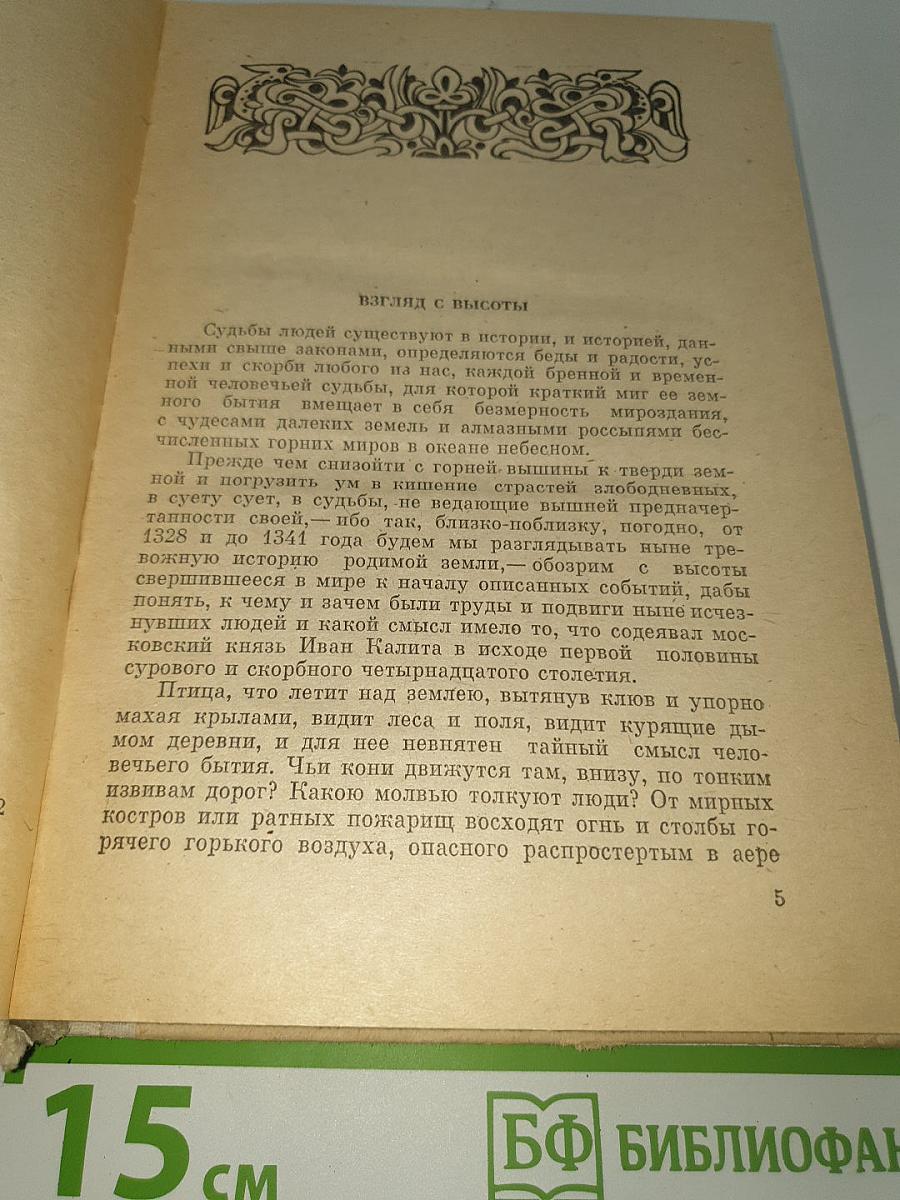 ВЗГЛЯД С ВЫСОТЫ
Судьбы людей существуют в истории, и историей, дан-
ными свыше законами, определяются беды и радости, ус-
пехи и скорби любого из нас, каждой бренной и времен-
ной человечьей судьбы, для которой краткий миг ее зем-
ного бытия вмещает в себя безмерность мироздания,
с чудесами далеких земель и алмазными россыпями бес-
численных горних миров в океане небесном.
Прежде чем снизойти с горней вышины к тверди зем-
ной и погрузить ум в кишение страстей злободневных,
в суету сует, в судьбы, не ведающие вышней предначер-
танности своей,— ибо так, близко-поблизку, погодно, от
1328 и до 1341 года будем мы разглядывать ныне тре-
вожную историю родимой земли,— обозрим с высоты
свершившееся в мире к началу описанных событий, дабы
понять, к чему и зачем были труды и подвиги ныне исчез-
нувших людей и какой смысл имело то, что содеявал мос-
ковский князь Иван Калита в исходе первой половины
сурового и скорбного четырнадцатого столетия.
Птица, что летит над землею, вытянув клюв и упорно
махая крылами, видит леса и поля, видит курящие ды-
мом деревни, и для нее невнятен тайный смысл чело-
вечьего бытия. Чьи кони движутся там, внизу, по тонким
извивам дорог? Какою молвью толкуют люди? От мирных
костров или ратных пожарищ восходят огнь и столбы го-
рячего горького воздуха, опасного распростертым в аере
5
2
15 см
БФ БИБЛИОФАН